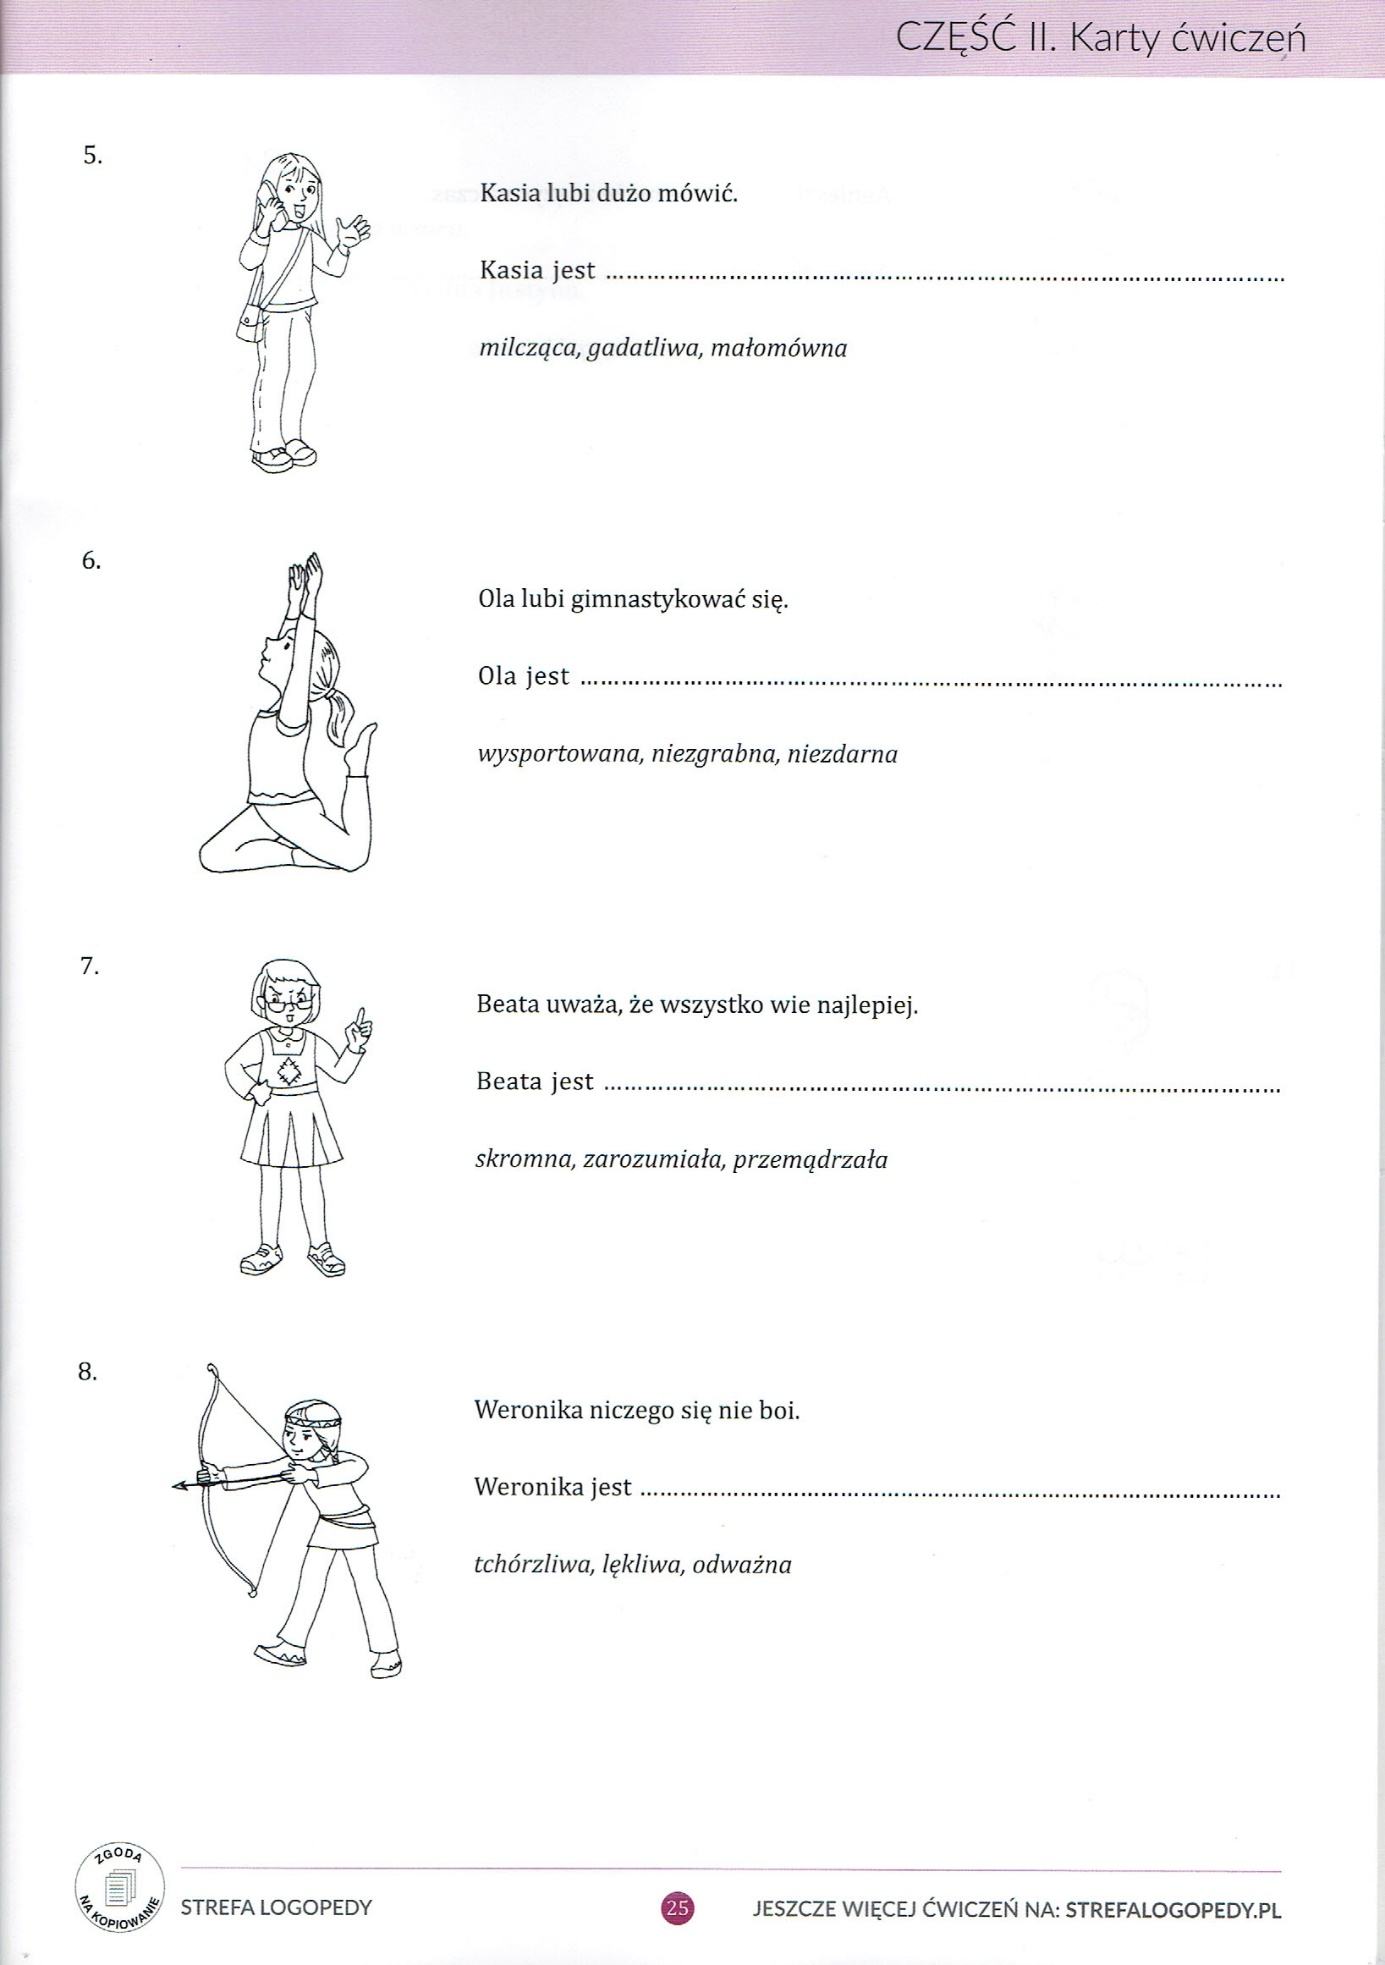 CZĘŚĆ II. Karty ćwiczeń
5.
Kasia lubi dużo mówić.
Kasia jest ........................................................................................................
milcząca, gadatliwa, małomówna
6.
Ola lubi gimnastykować się.
Ola jest ........................................................................................................
wysportowana, niezgrabna, niezdarna
7.
Beata uważa, że wszystko wie najlepiej.
Beata jest ........................................................................................................
skromna, zarozumiała, przemądrzała
8.
Weronika niczego się nie boi.
Weronika jest ........................................................................................................
tchórzliwa, lękliwa, odważna
ZGODA
NA KOPIOWANIE
STREFA LOGOPEDY
25
JESZCZE WIĘCEJ ĆWICZEŃ NA: STREFALOGOPEDY.PL